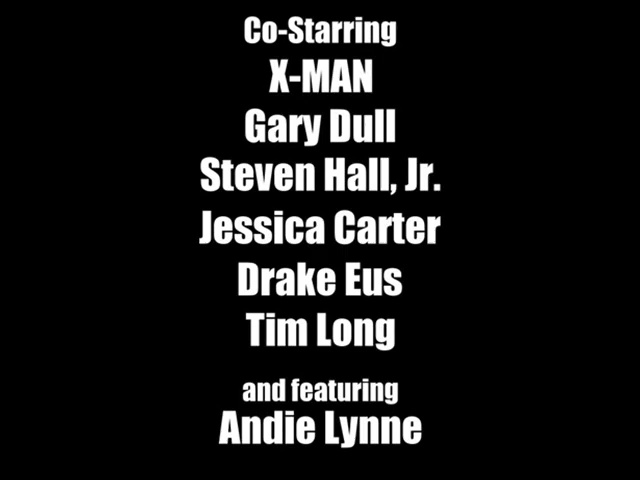 Co-Starring
X-MAN
Gary Dull
Steven Hall, Jr.
Jessica Carter
Drake Eus
Tim Long
and featuring
Andie Lynne